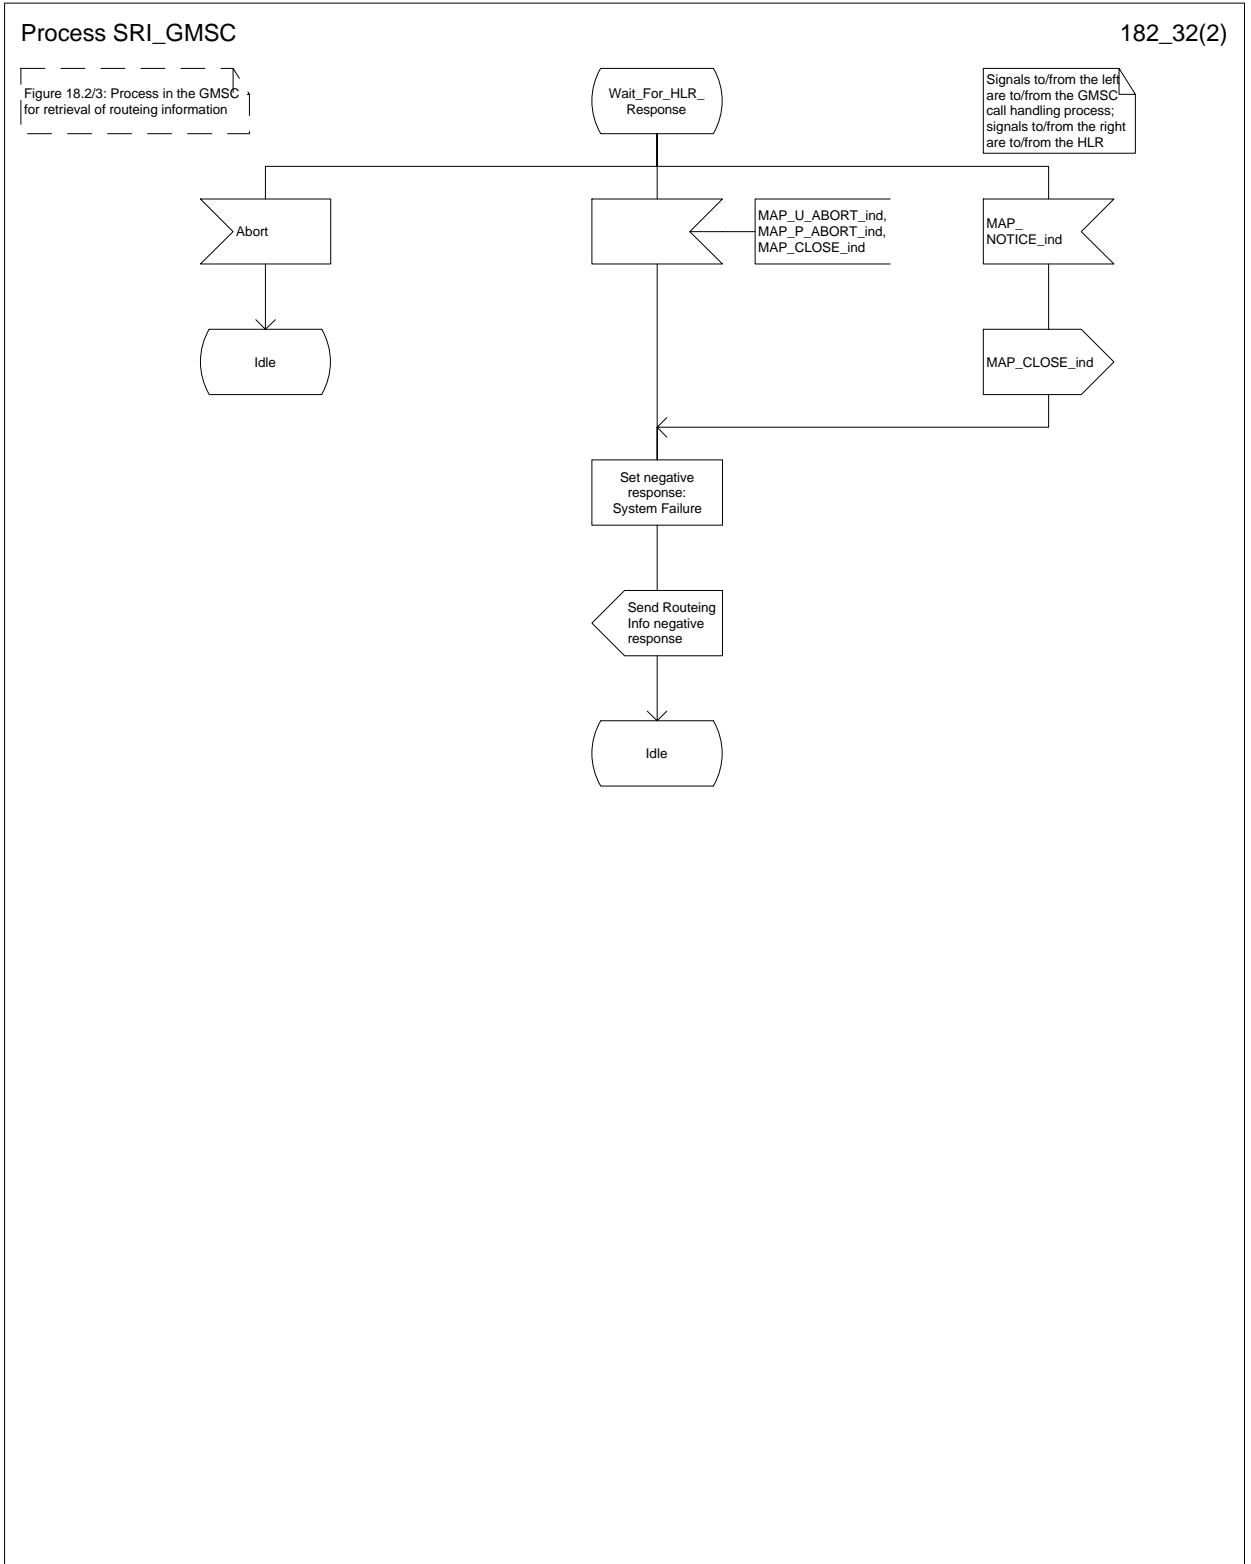 Process SRI_GMSC
182_32(2)
Figure 18.2/3: Process in the GMSC
for retrieval of routeing information
Wait_For_HLR_
Response
Signals to/from the left
are to/from the GMSC
call handling process;
signals to/from the right
are to/from the HLR
Abort
MAP_U_ABORT_ind,
MAP_P_ABORT_ind,
MAP_CLOSE_ind
MAP_
NOTICE_ind
Idle
MAP_CLOSE_ind
Set negative
response:
System Failure
Send Routeing
Info negative
response
Idle